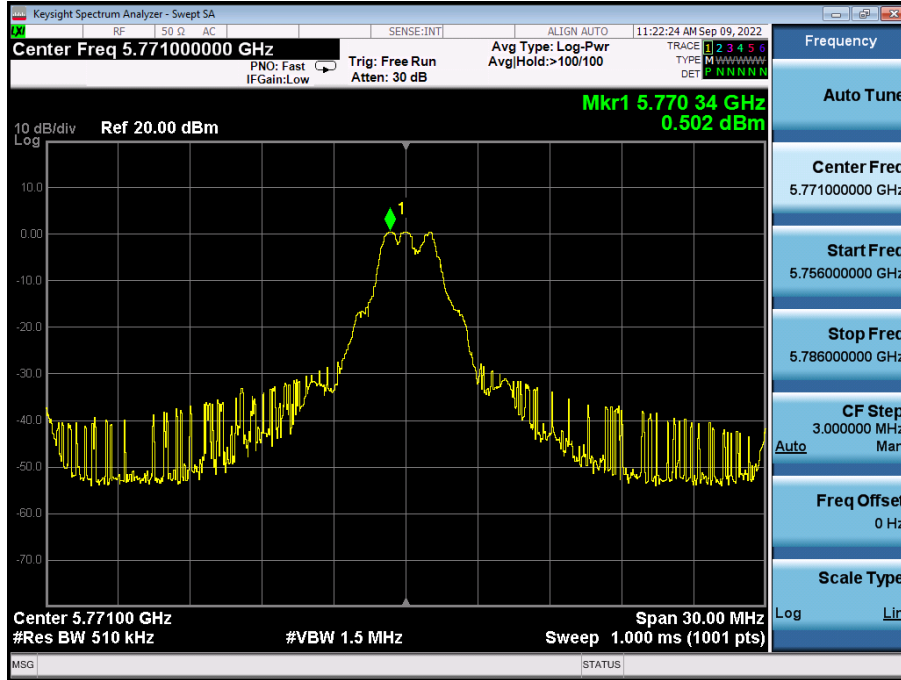 Keysight Spectrum Analyzer - Swept SA
LXI RF 50 Ω AC SENSE:INT ALIGN AUTO 11:22:24 AM Sep 09, 2022
Center Freq 5.771000000 GHz
PNO: Fast
IFGain:Low
Trig: Free Run
Atten: 30 dB
Avg Type: Log-Pwr
Avg|Hold:>100/100
TRACE 1 2 3 4 5 6
TYPE M WWWWW
DET P N N N N N
Mkr1 5.770 34 GHz
0.502 dBm
10 dB/div Ref 20.00 dBm
Log
1
10.0
0.00
-10.0
-20.0
-30.0
-40.0
-50.0
-60.0
-70.0
Center 5.77100 GHz Span 30.00 MHz
#Res BW 510 kHz #VBW 1.5 MHz Sweep 1.000 ms (1001 pts)
MSG STATUS
Frequency
Auto Tune
Center Freq
5.771000000 GHz
Start Freq
5.756000000 GHz
Stop Freq
5.786000000 GHz
CF Step
3.000000 MHz
Auto Man
Freq Offset
0 Hz
Scale Type
Log Lin